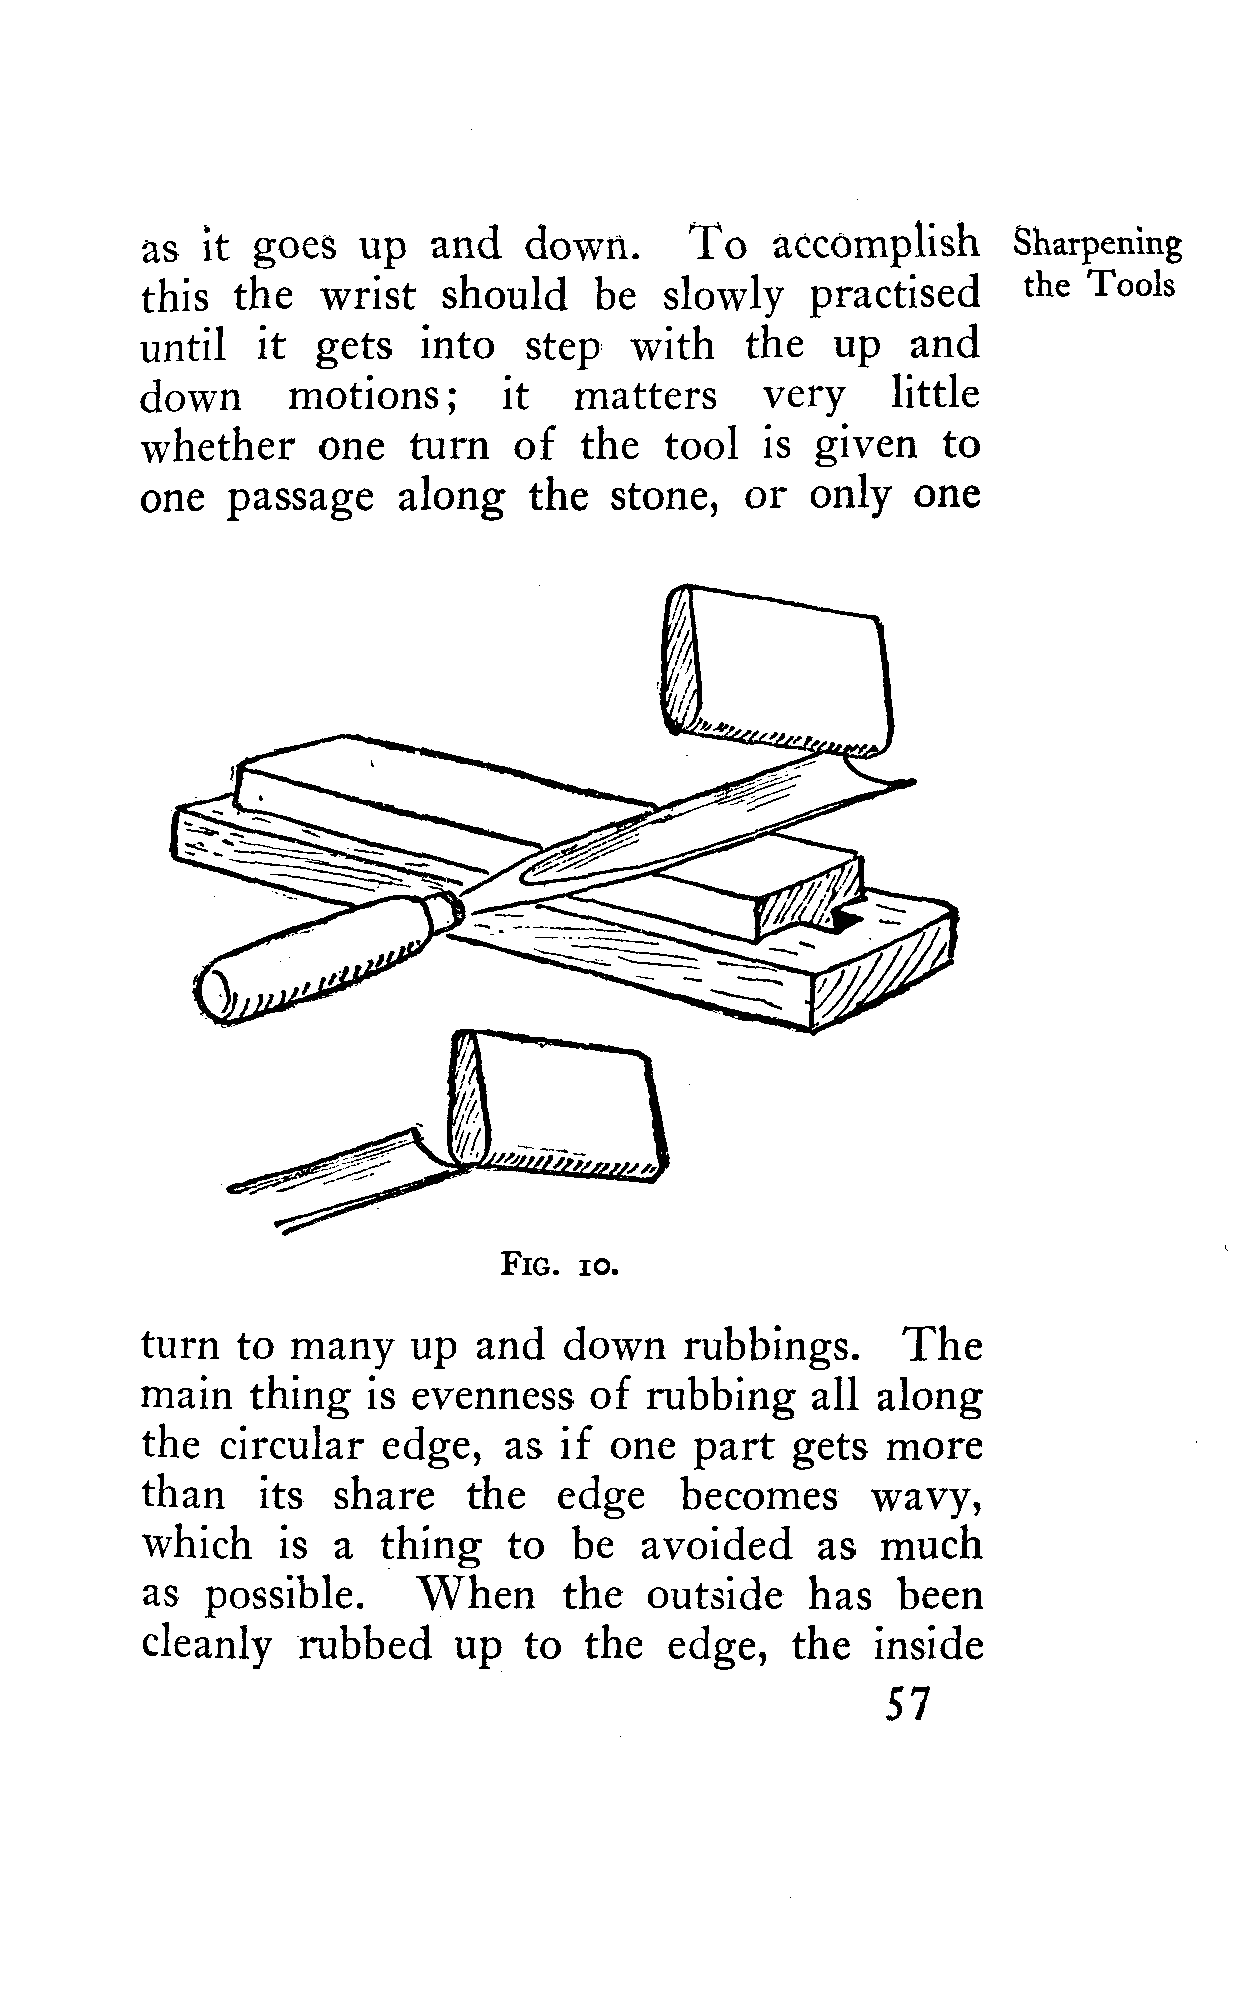 as it goes up and down. To accomplish
this the wrist should be slowly practised
until it gets into step with the up and
down motions; it matters very little
whether one turn of the tool is given to
one passage along the stone, or only one
Sharpening
the Tools
FIG. 10.
turn to many up and down rubbings. The
main thing is evenness of rubbing all along
the circular edge, as if one part gets more
than its share the edge becomes wavy,
which is a thing to be avoided as much
as possible. When the outside has been
cleanly rubbed up to the edge, the inside
57